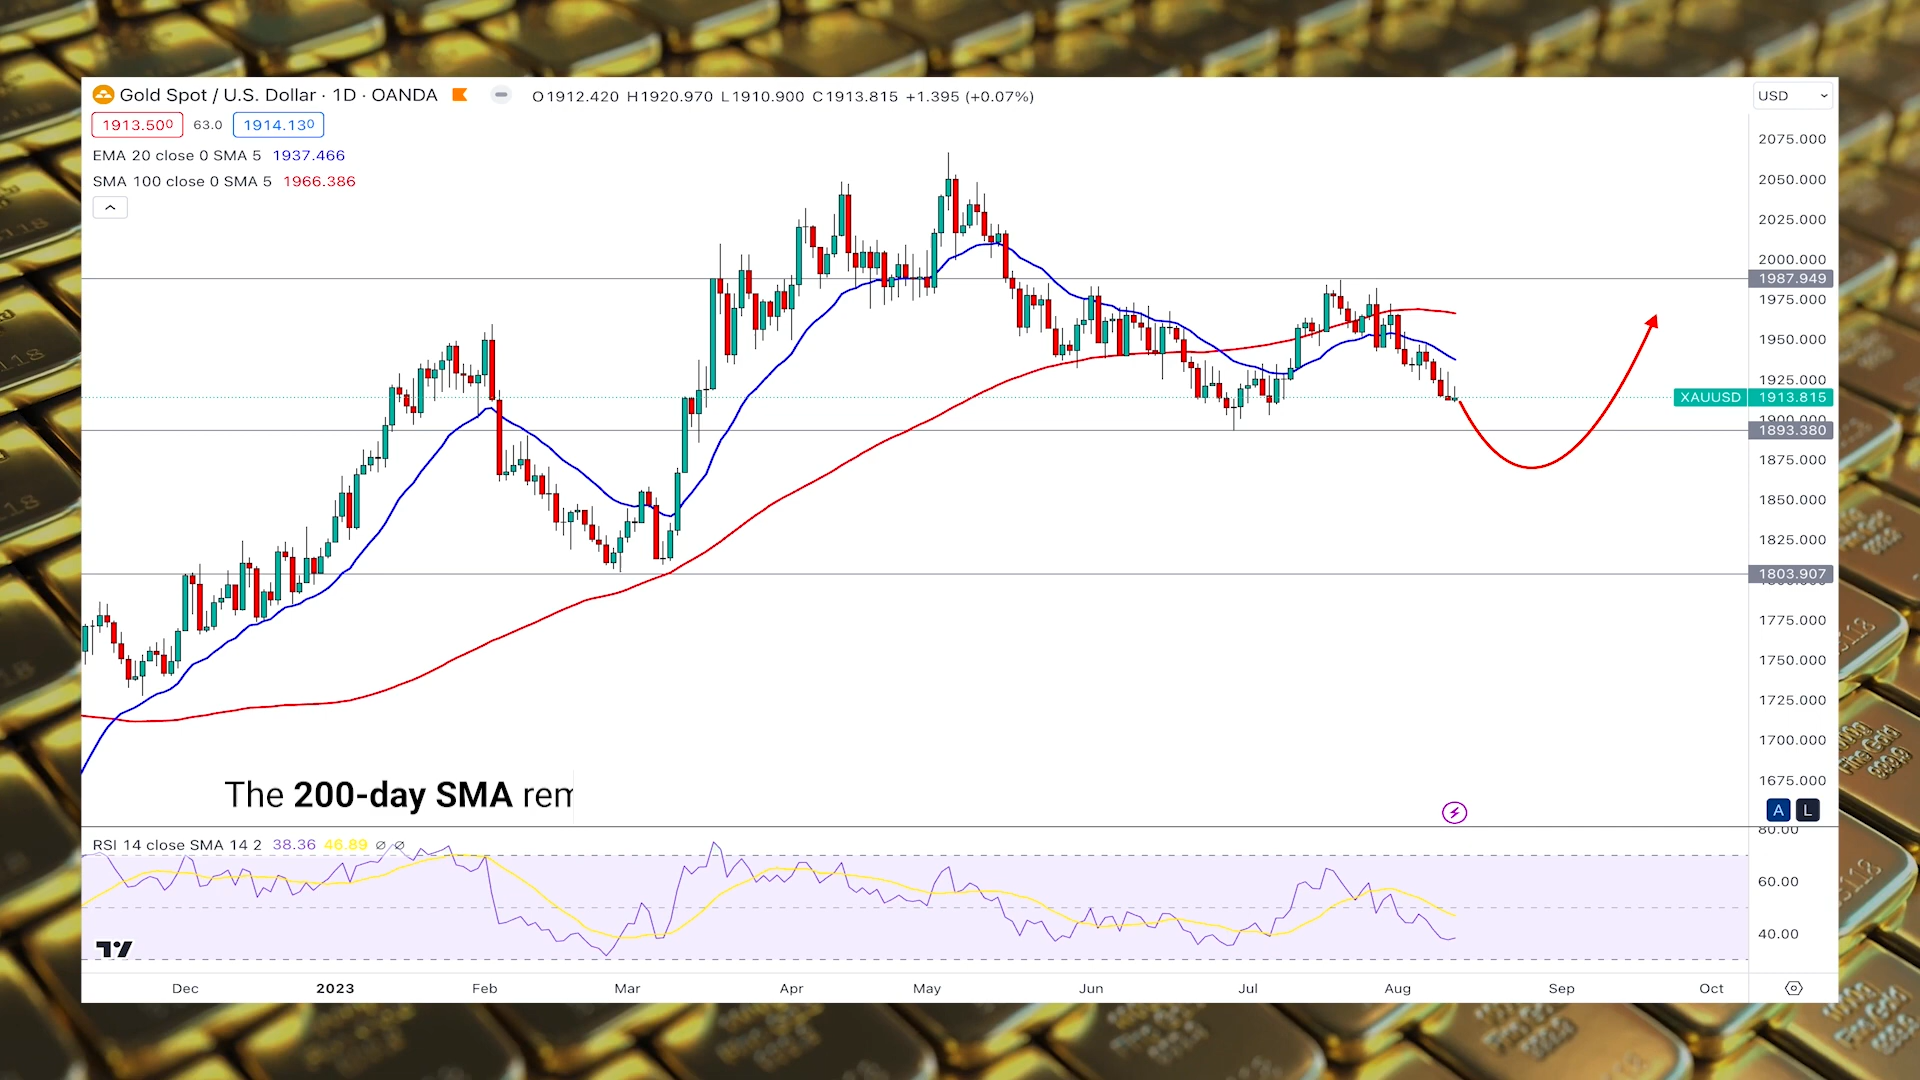 Gold Spot / U.S. Dollar · 1D · OANDA O1912.420 H1920.970 L1910.900 C1913.815 +1.395 (+0.07%) USD
1913.500 63.0 1914.130
EMA 20 close 0 SMA 5 1937.466
SMA 100 close 0 SMA 5 1966.386
2075.000
2050.000
2025.000
2000.000
1987.949
1975.000
1950.000
1925.000
XAUUSD 1913.815
1900.000
1893.380
1875.000
1850.000
1825.000
1803.907
1775.000
1750.000
1725.000
1700.000
1675.000
The 200-day SMA rem
A L
80.00
RSI 14 close SMA 14 2 38.36 46.89 ∅ ∅
60.00
40.00
Dec 2023 Feb Mar Apr May Jun Jul Aug Sep Oct